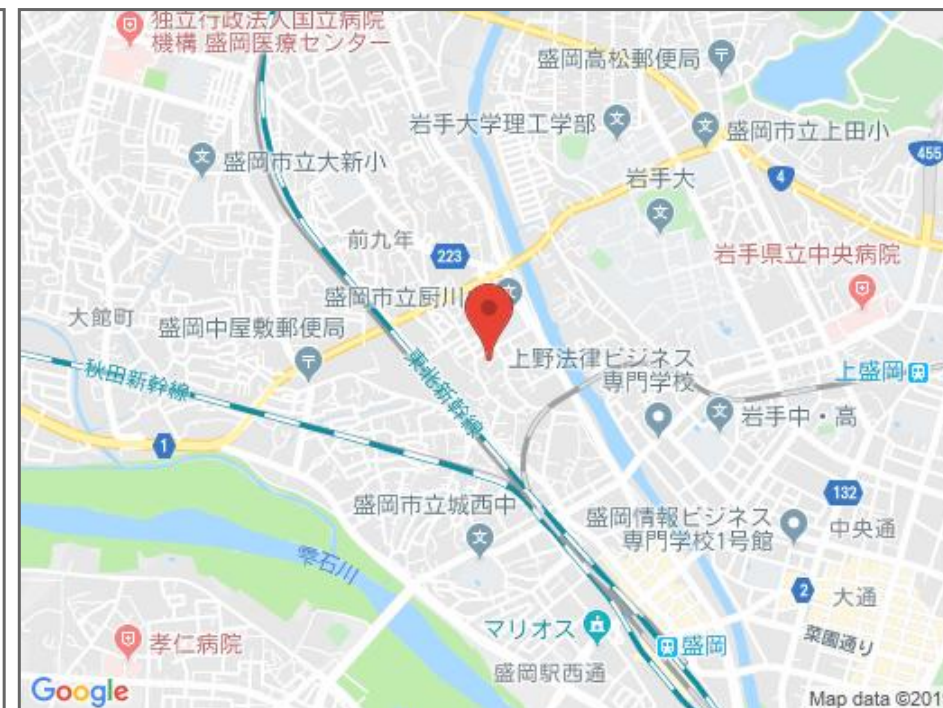 独立行政法人国立病院
機構 盛岡医療センター
盛岡高松郵便局
岩手大学理工学部
盛岡市立上田小
455
盛岡市立大新小
岩手大
4
前九年
223
岩手県立中央病院
盛岡市立厨川
大館町
盛岡中屋敷郵便局
上野法律ビジネス
専門学校
上盛岡
秋田新幹線
東北新幹線
岩手中・高
1
132
盛岡市立城西中
盛岡情報ビジネス
専門学校1号館
中央通
雫石川
2
大通
マリオス
盛岡
菜園通り
孝仁病院
盛岡駅西通
Google
Map data ©201